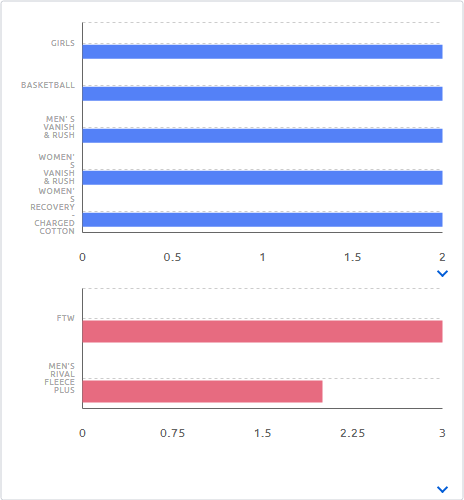 GIRLS
BASKETBALL
MEN' S
VANISH
& RUSH
WOMEN'
S
VANISH
& RUSH
WOMEN'
S
RECOVERY
-
CHARGED
COTTON
0 0.5 1 1.5 2
FTW
MEN'S
RIVAL
FLEECE
PLUS
0 0.75 1.5 2.25 3